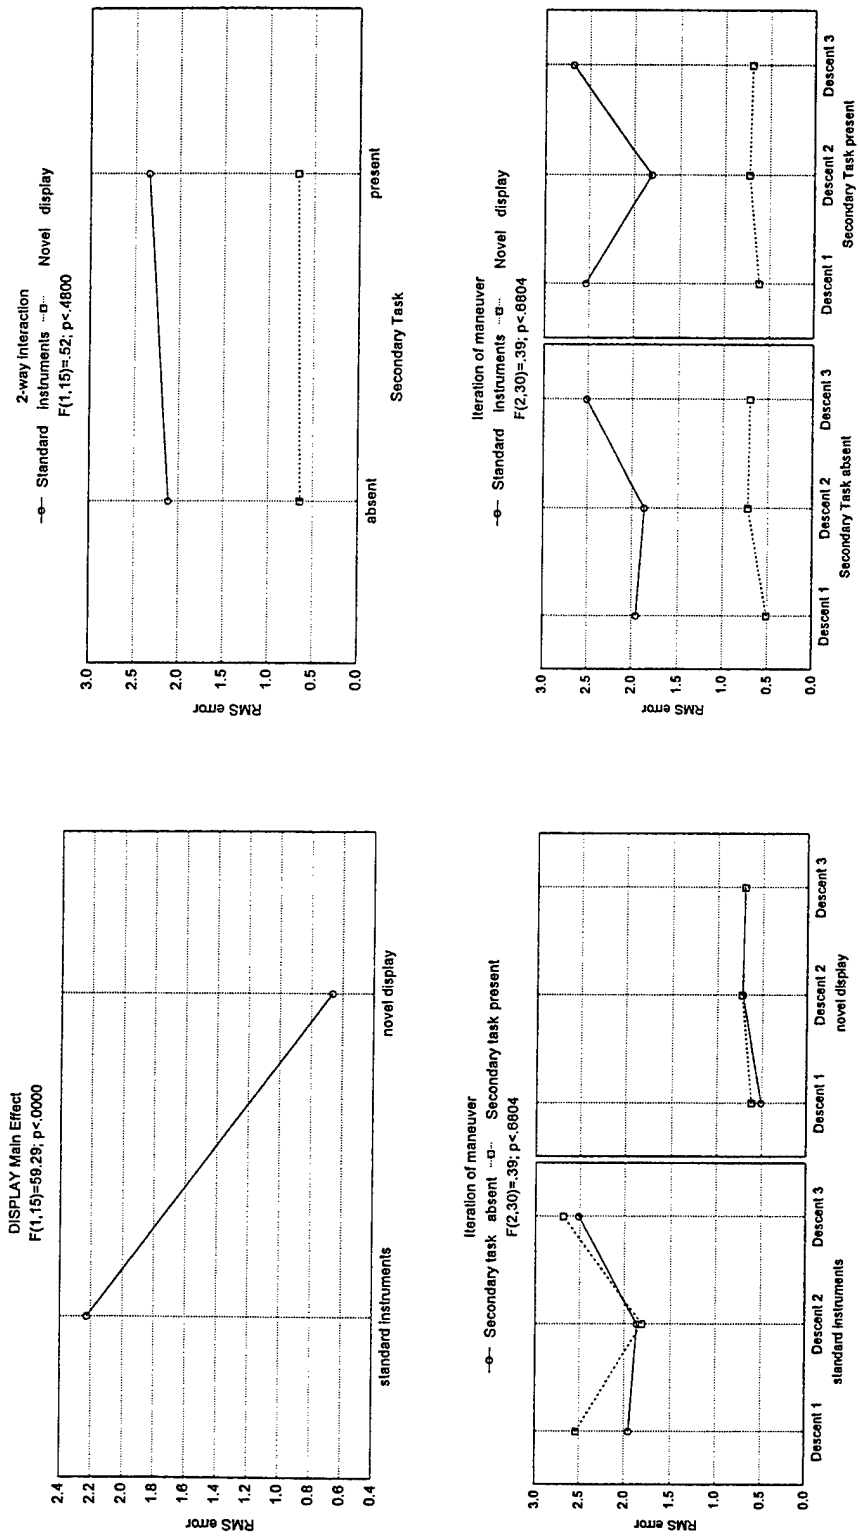 DISPLAY Main Effect
F(1,15)=59.29; p<.0000
RMS error
2.4
2.2
2.0
1.8
1.6
1.4
1.2
1.0
0.8
0.6
0.4
standard instruments
novel display
2-way interaction
Standard instruments Novel display
F(1,15)=.52; p<.4800
RMS error
3.0
2.5
2.0
1.5
1.0
0.5
0.0
absent
present
Secondary Task
Iteration of maneuver
Secondary task absent Secondary task present
F(2,30)=.39; p<.6804
RMS error
3.0
2.5
2.0
1.5
1.0
0.5
0.0
Descent 1 Descent 2 Descent 3
standard instruments
Descent 1 Descent 2 Descent 3
novel display
Iteration of maneuver
Standard instruments Novel display
F(2,30)=.39; p<.6804
RMS error
3.0
2.5
2.0
1.5
1.0
0.5
0.0
Descent 1 Descent 2 Descent 3
Secondary Task absent
Descent 1 Descent 2 Descent 3
Secondary Task present